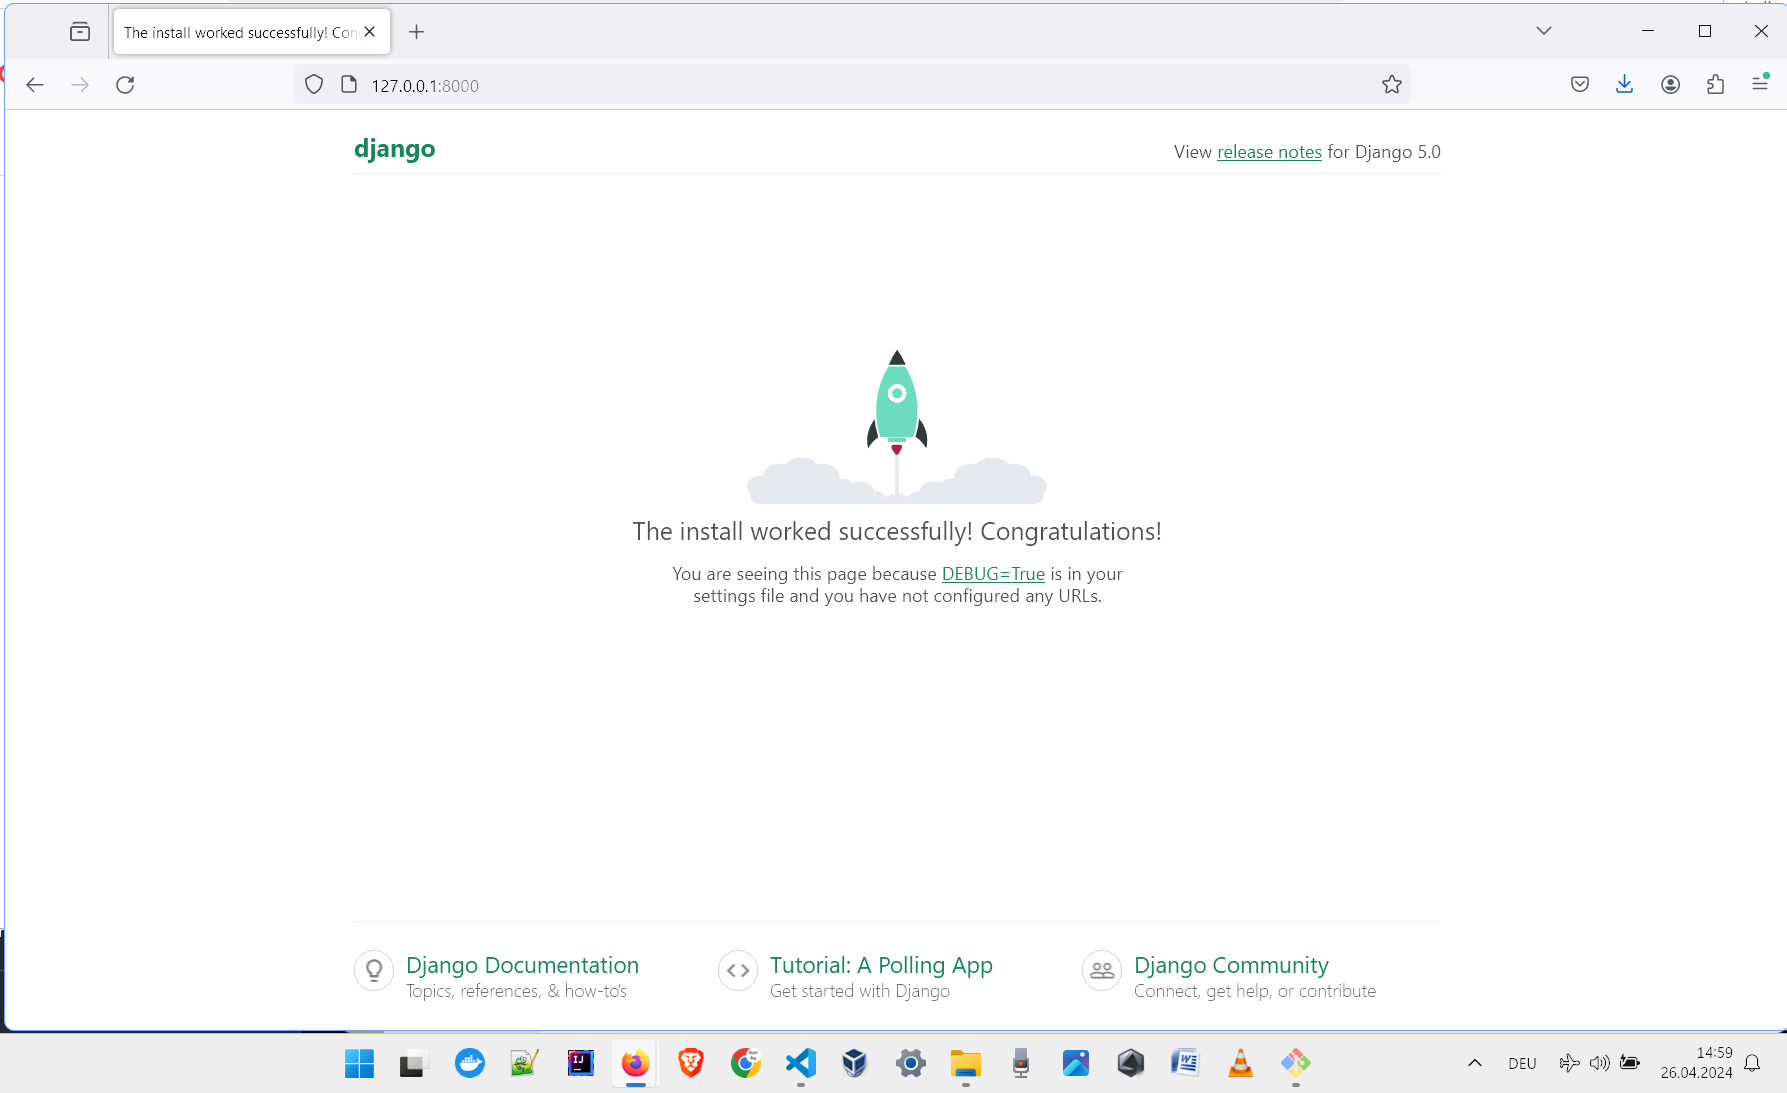 The install worked successfully! Con
127.0.0.1:8000
django
View release notes for Django 5.0
The install worked successfully! Congratulations!
You are seeing this page because DEBUG=True is in your
settings file and you have not configured any URLs.
Django Documentation
Topics, references, & how-to's
Tutorial: A Polling App
Get started with Django
Django Community
Connect, get help, or contribute
DEU
14:59
26.04.2024